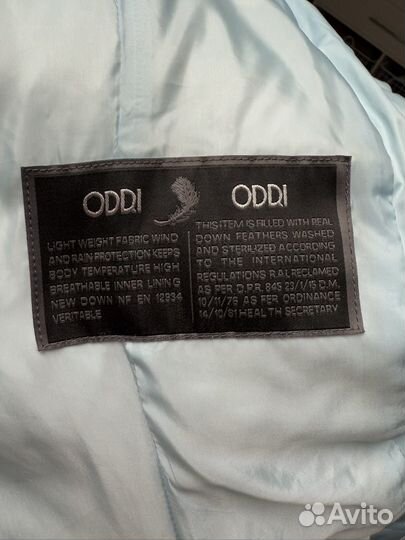 ODRI
ODRI
LIGHT WEIGHT FABRIC WIND
AND RAIN PROTECTION KEEPS
BODY TEMPERATURE HIGH
BREATHABLE INNER LINING
NEW DOWN NF EN 12934
VERITABLE
THIS ITEM IS FILLED WITH REAL
DOWN FEATHERS WASHED
AND STERILIZED ACCORDING
TO THE INTERNATIONAL
REGULATIONS R.A.L RECLAMED
AS PER D.P.R. 845 23/1/15 D.M.
10/11/76 AS FER ORDINANCE
14/10/81 HEALTH SECRETARY
Avito